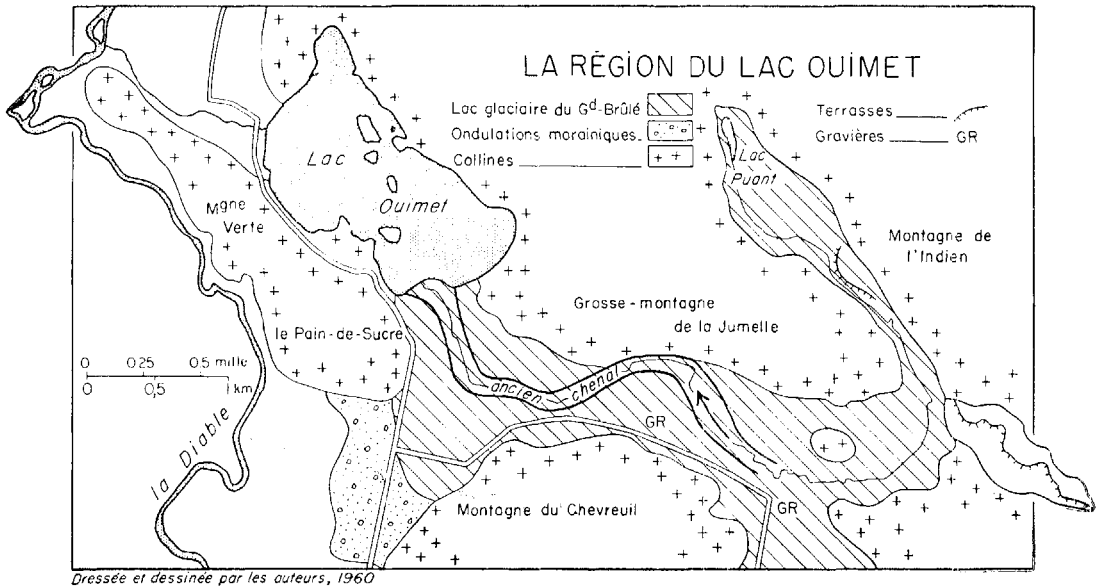 LA RÉGION DU LAC OUIMET
Lac glaciaire du Gd-Brûlé
Ondulations morainiques
Collines
Terrasses
Gravières GR
Lac
Ouimet
Lac
Puant
Mgne
Verte
Montagne de
l'Indien
Grosse-montagne
de la Jumelle
le Pain-de-Sucre
0 025 0.5 mille
0 0,5 1 km
ancien chenal
GR
la Diable
Montagne du Chevreuil
GR
Dressée et dessinée par les auteurs, 1960